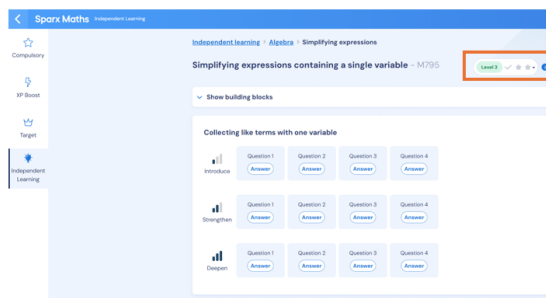 Sparx Maths Independent Learning
Compulsory
XP Boost
Target
Independent
Learning
Independent learning > Algebra > Simplifying expressions
Simplifying expressions containing a single variable - M795
Level 3
Show building blocks
Collecting like terms with one variable
Introduce
Question 1 Question 2 Question 3 Question 4
Answer Answer Answer Answer
Strengthen
Question 1 Question 2 Question 3 Question 4
Answer Answer Answer Answer
Deepen
Question 1 Question 2 Question 3 Question 4
Answer Answer Answer Answer